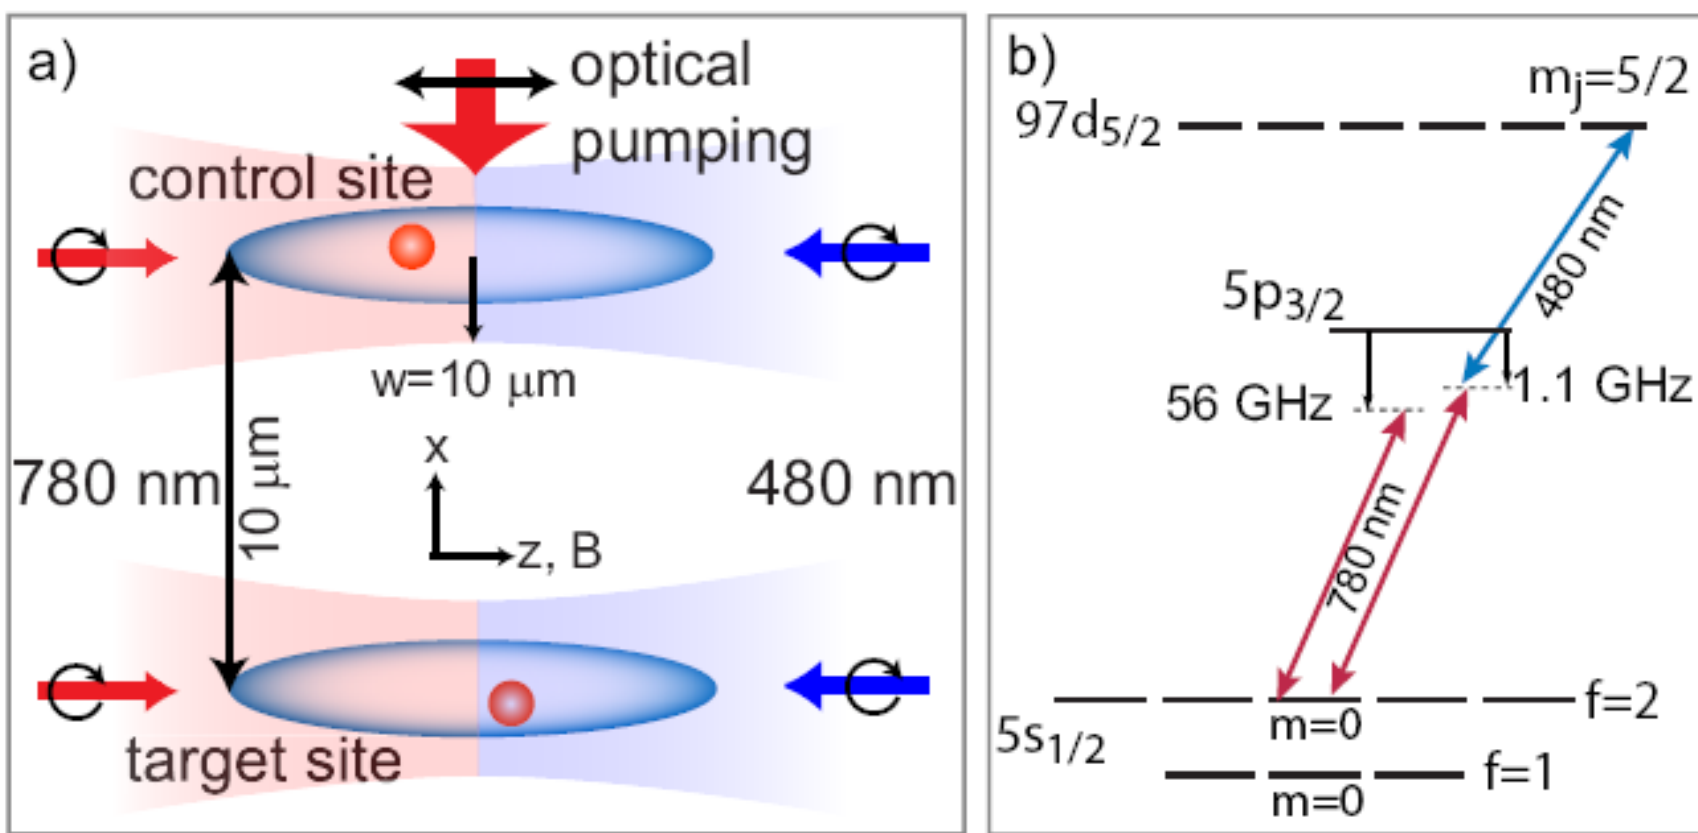 a)
optical
pumping
control site
w=10 μm
10 μm
780 nm
480 nm
x
z, B
target site
b)
mj=5/2
97d5/2
480 nm
5p3/2
56 GHz
1.1 GHz
780 nm
f=2
m=0
5s1/2
f=1
m=0